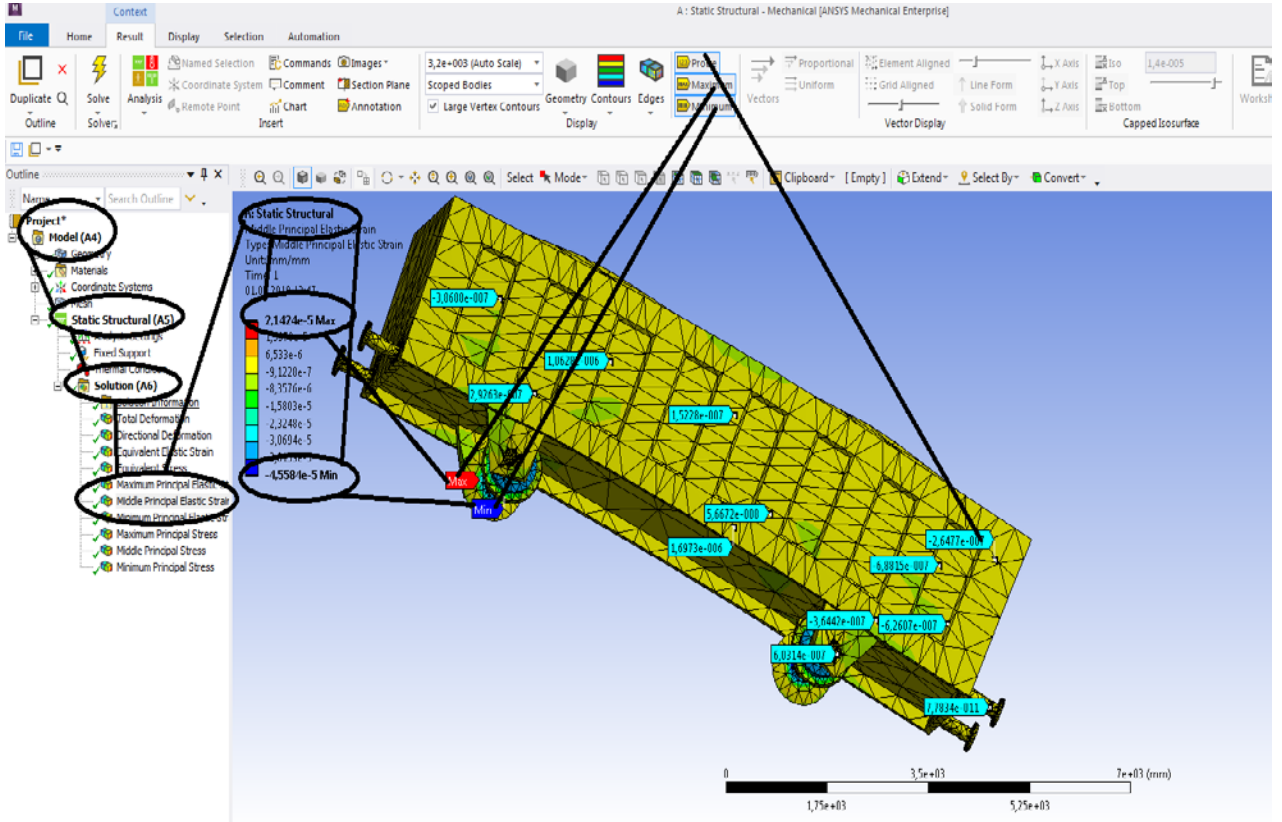 Context
A : Static Structural - Mechanical [ANSYS Mechanical Enterprise]
File Home Result Display Selection Automation
Named Selection Commands Images
3,2e+003 (Auto Scale)
Probe
Proportional Element Aligned X Axis Iso 1,4e-005
Coordinate System Comment Section Plane
Scoped Bodies
Maximum
Uniform Grid Aligned Line Form Y Axis Top
Duplicate Q Solve Analysis Remote Point Chart Annotation
Large Vertex Contours Geometry Contours Edges
Minimum
Vectors Solid Form Z Axis Bottom
Outline Solver Insert Display Vector Display Capped Isosurface
Outline
Select Mode Clipboard [Empty] Extend Select By Convert
Search Outline
Project*
Model (A4)
Materials
Coordinate Systems
Mesh
Static Structural (A5)
Fixed Support
Solution (A6)
Total Deformation
Directional Deformation
Equivalent Elastic Strain
Equivalent Stress
Maximum Principal Elastic
Middle Principal Elastic Strain
Maximum Principal Stress
Middle Principal Stress
Minimum Principal Stress
A: Static Structural
Middle Principal Elastic Strain
Type: Middle Principal Elastic Strain
Unit: mm/mm
Time: 1
2,1424e-5 Max
6,533e-6
-9,1220e-7
-8,3576e-6
-1,5803e-5
-2,3248e-5
-3,0694e-5
-4,5584e-5 Min
-3,0600e-007
1,0628e-006
2,9263e-007
1,5228e-007
Max
Min
1,6973e-006
-2,6477e-007
-3,6442e-007
-6,2607e-007
6,0314e-007
7,7834e-011
0 3,5e+03 7e+03 (mm)
1,75e+03 5,25e+03